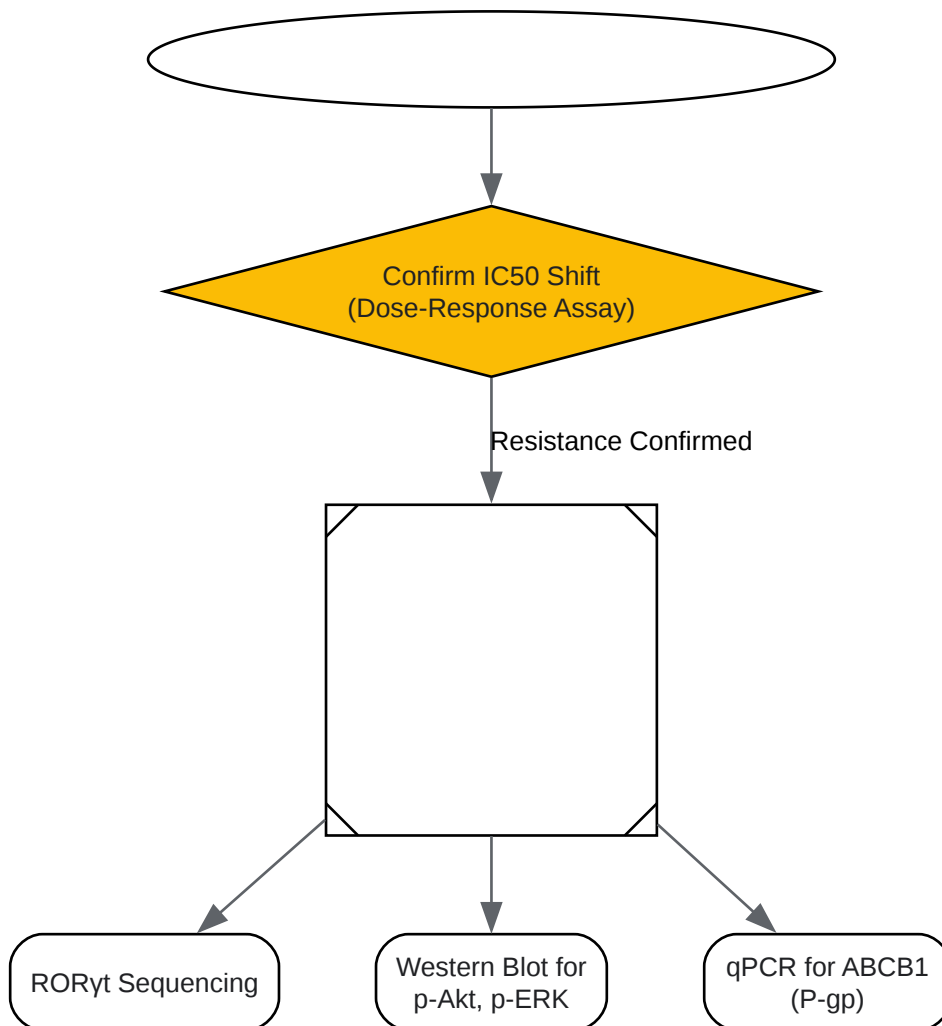 Confirm IC50 Shift
(Dose-Response Assay)
Resistance Confirmed
RORγt Sequencing
Western Blot for
p-Akt, p-ERK
qPCR for ABCB1
(P-gp)